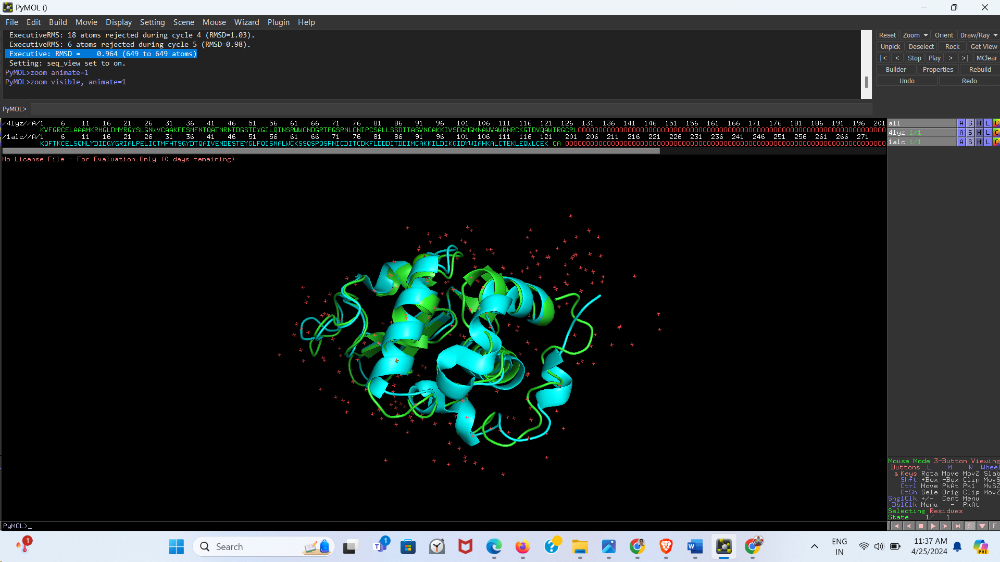 PyMOL ()
File Edit Build Movie Display Setting Scene Mouse Wizard Plugin Help
ExecutiveRMS: 18 atoms rejected during cycle 4 (RMSD=1.03).
ExecutiveRMS: 6 atoms rejected during cycle 5 (RMSD=0.98).
Executive: RMSD =    0.964 (649 to 649 atoms)
Setting: seq_view set to on.
PyMOL>zoom animate=1
PyMOL>zoom visible, animate=1
Reset Zoom Orient Draw/Ray
Unpick Deselect Rock Get View
|< < Stop Play > >| MClear
Builder Properties Rebuild
Undo Redo
PyMOL>
/4lyz//A/1 6 11 16 21 26 31 36 41 46 51 56 61 66 71 76 81 86 91 96 101 106 111 116 121 126 131 136 141 146 151 156 161 166 171 176 181 186 191 196 201
KVFGRCELAAAMKRHGLDNYRGYSLGNWVCAAKFESNFNTQATNRNTDGSTDYGILQINSRWWCNDGRTPGSRNLCNIPCSALLSSDITASVNCAKKIVSDGNGMNAWVAWRNRCKGTDVQAWIRGCRL
/1alc//A/1 6 11 16 21 26 31 36 41 46 51 56 61 66 71 76 81 86 91 96 101 106 111 116 121 201 206 211 216 221 226 231 236 241 246 251 256 261 266 271
KQFTKCELSQNLYDIDGYGRIALPELICTMFHTSGYDTQAIVENDESTEYGLFQISNALWCKSSQSPQSRNICDITCDKFLDDDITDDIMCAKKILDIKGIDYWIAHKALCTEKLEQWLCEK CA
all A S H L C
4lyz 1/1 A S H L C
1alc 1/1 A S H L C
No License File - For Evaluation Only (0 days remaining)
Mouse Mode 3-Button Viewing
Buttons L M R Wheel
& Keys Rota Move MovZ Slab
Shft +Box -Box Clip MovS
Ctrl Move PkAt Pk1 MvSZ
CtSh Sele Orig Clip MovZ
SnglClk +/- Cent Menu
DblClk Menu - PkAt
Selecting Residues
State 1/ 1
PyMOL>_
S F
1
Search
1
ENG
IN
11:37 AM
4/25/2024
PRE